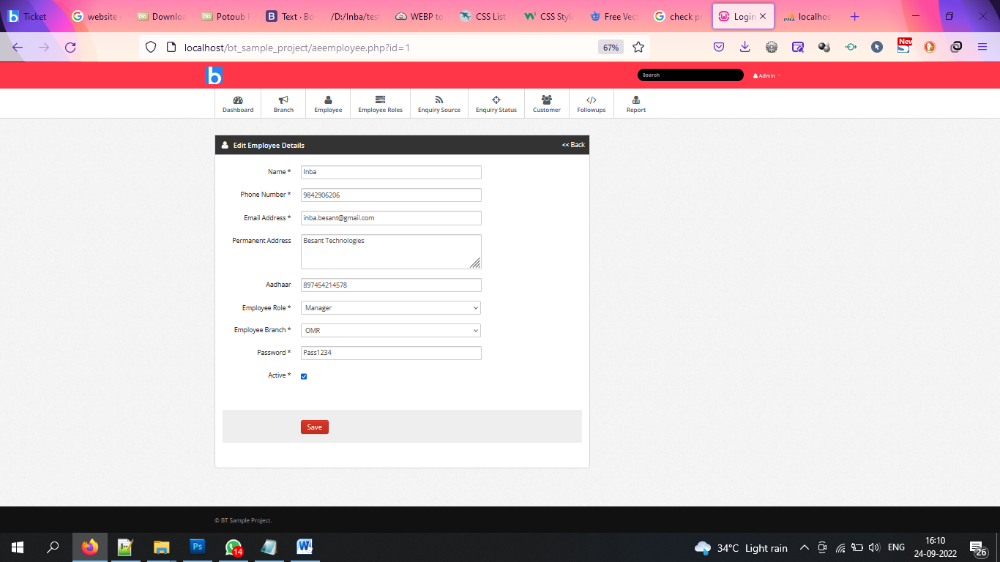 Ticket website Downloa Potoub Text · Bo /D:/Inba/tes WEBP to CSS List CSS Styli Free Vect check p Login localhos
localhost/bt_sample_project/aeemployee.php?id=1 67% New
b Search Admin
Dashboard Branch Employee Employee Roles Enquiry Source Enquiry Status Customer Followups Report
Edit Employee Details << Back
Name * Inba
Phone Number * 9842906206
Email Address * inba.besant@gmail.com
Permanent Address Besant Technologies
Aadhaar 897454214578
Employee Role * Manager
Employee Branch * OMR
Password * Pass1234
Active *
Save
© BT Sample Project.
Ps 14 W 34°C Light rain ENG 16:10
24-09-2022 26